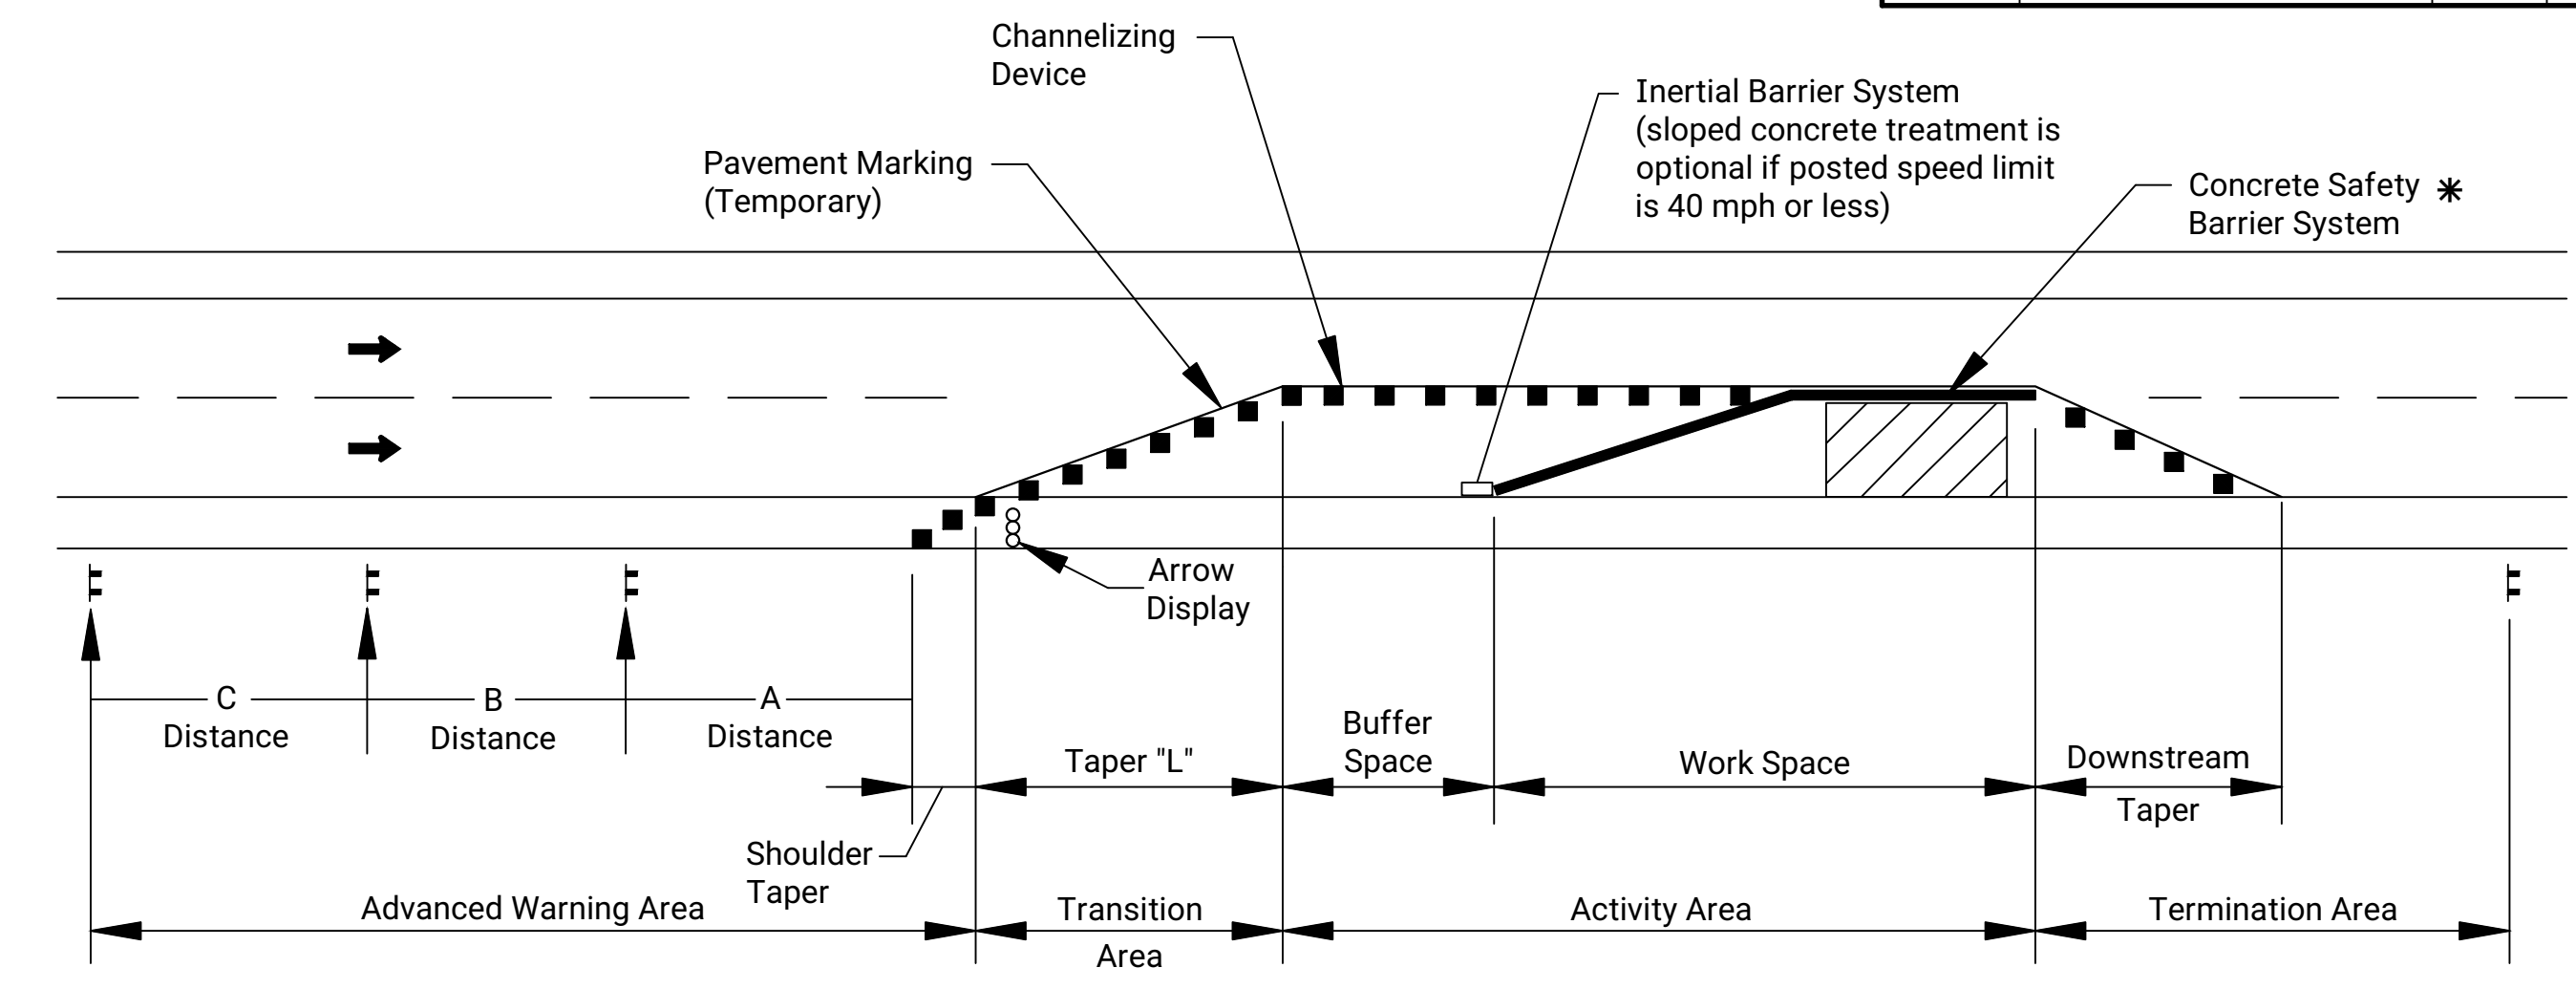 Channelizing
Device
Inertial Barrier System
(sloped concrete treatment is
optional if posted speed limit
is 40 mph or less)
Pavement Marking
(Temporary)
Concrete Safety *
Barrier System
Arrow
Display
C
Distance
B
Distance
A
Distance
Taper "L"
Buffer
Space
Work Space
Downstream
Taper
Shoulder
Taper
Advanced Warning Area
Transition
Area
Activity Area
Termination Area